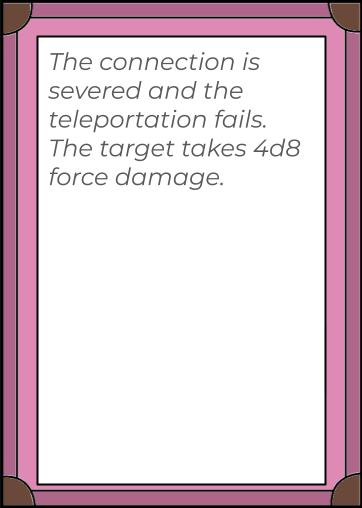 The connection is
severed and the
teleportation fails.
The target takes 4d8
force damage.